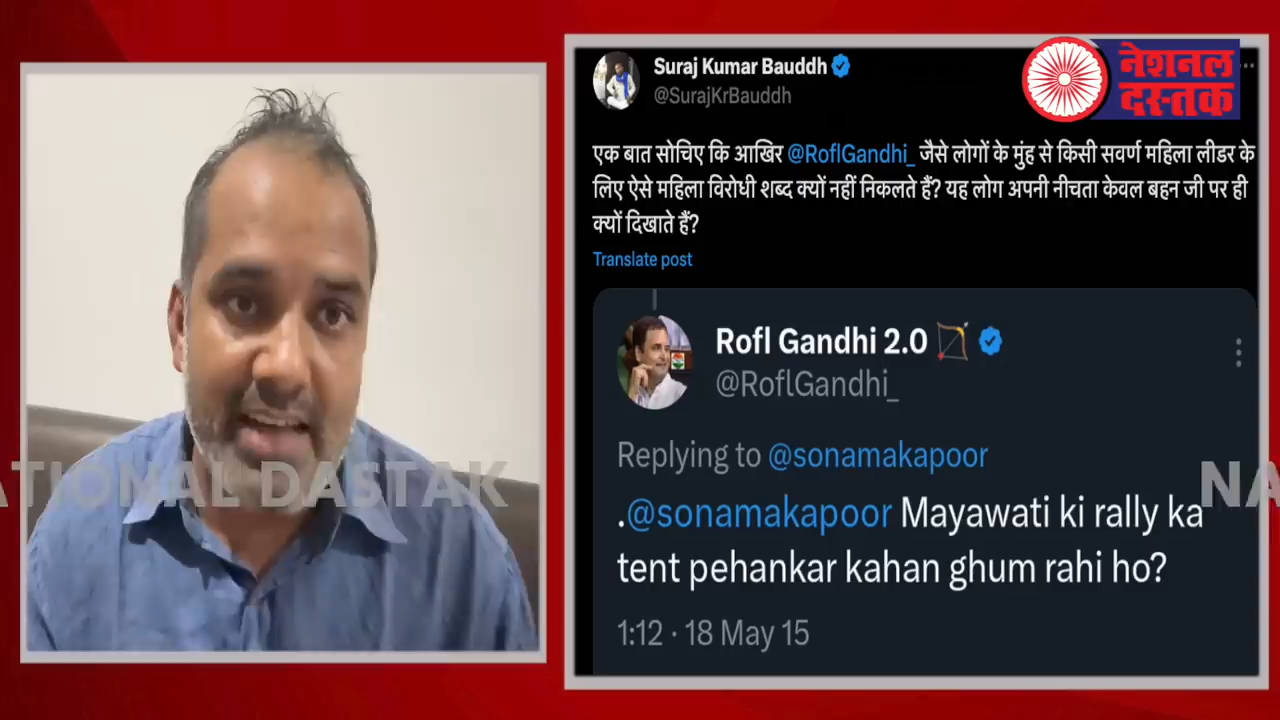 Suraj Kumar Bauddh
@SurajKrBauddh
नेशनल
दस्तक
एक बात सोचिए कि आखिर @RoflGandhi_ जैसे लोगों के मुंह से किसी सवर्ण महिला लीडर के
लिए ऐसे महिला विरोधी शब्द क्यों नहीं निकलते हैं? यह लोग अपनी नीचता केवल बहन जी पर ही
क्यों दिखाते हैं?
Translate post
Rofl Gandhi 2.0
@RoflGandhi_
Replying to @sonamakapoor
.@sonamakapoor Mayawati ki rally ka
tent pehankar kahan ghum rahi ho?
1:12 · 18 May 15
ATIONAL DASTAK
NA